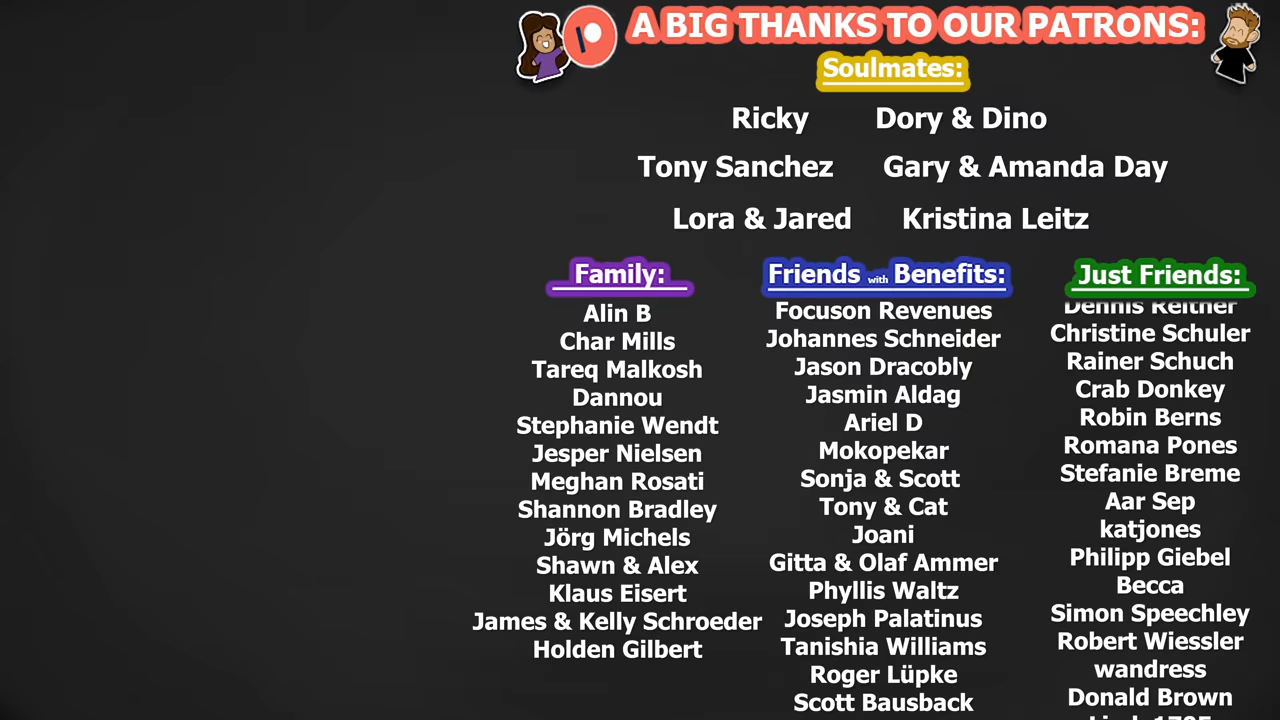 A BIG THANKS TO OUR PATRONS:
Soulmates:
Ricky Dory & Dino
Tony Sanchez Gary & Amanda Day
Lora & Jared Kristina Leitz
Family:
Alin B
Char Mills
Tareq Malkosh
Dannou
Stephanie Wendt
Jesper Nielsen
Meghan Rosati
Shannon Bradley
Jörg Michels
Shawn & Alex
Klaus Eisert
James & Kelly Schroeder
Holden Gilbert
Friends with Benefits:
Focuson Revenues
Johannes Schneider
Jason Dracobly
Jasmin Aldag
Ariel D
Mokopekar
Sonja & Scott
Tony & Cat
Joani
Gitta & Olaf Ammer
Phyllis Waltz
Joseph Palatinus
Tanishia Williams
Roger Lüpke
Scott Bausback
Just Friends:
Dennis Reitner
Christine Schuler
Rainer Schuch
Crab Donkey
Robin Berns
Romana Pones
Stefanie Breme
Aar Sep
katjones
Philipp Giebel
Becca
Simon Speechley
Robert Wiessler
wandress
Donald Brown